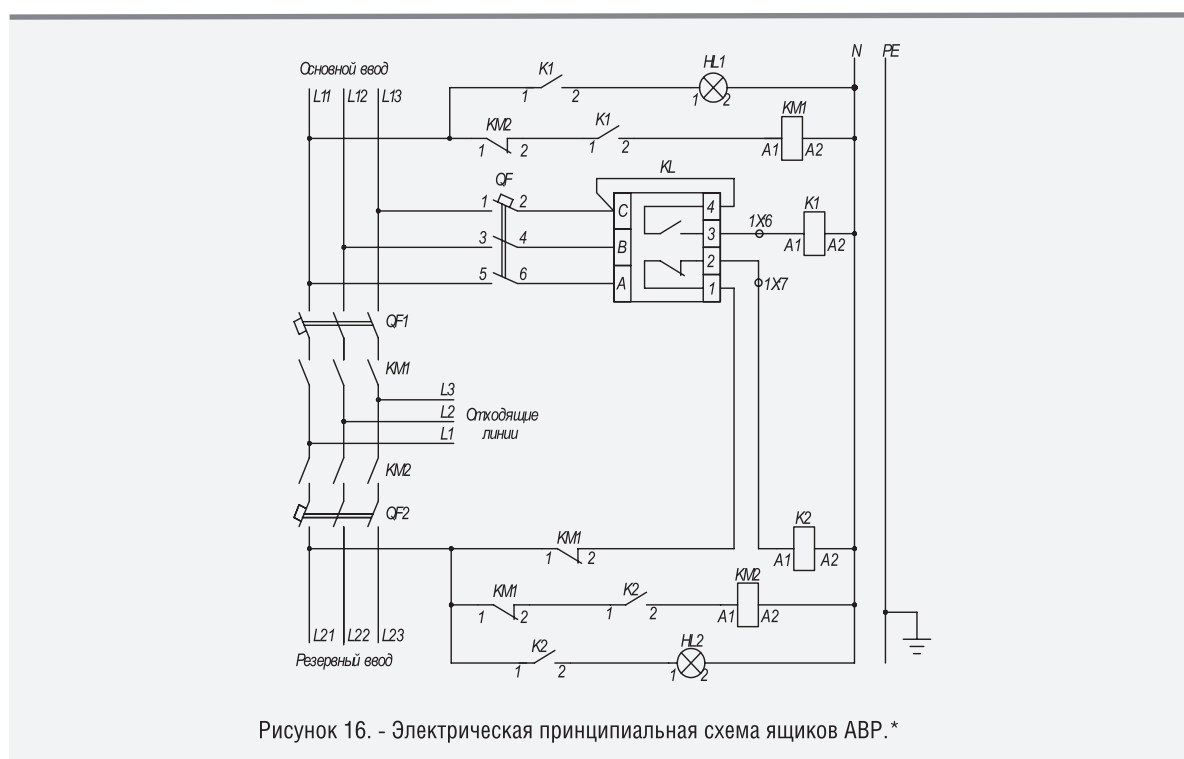 N PE
Основной ввод
K1 HL1
L11 L12 L13
1 2 1 2
KM2 K1 KM1
1 2 2 A1 A2
KL
QF
1 2 C 4 K1
3 4 B 3 1X6 A1 A2
5 6 A 2
1 1X7
QF1
KM1
L3
L2 Отходящие
L1 линии
KM2
QF2
KM1 K2
1 2 A1 A2
KM1 K2 KM2
1 2 1 2 A1 A2
L21 L22 L23
Резервный ввод
K2 HL2
1 2 1 2
Рисунок 16. - Электрическая принципиальная схема ящиков АВР.*